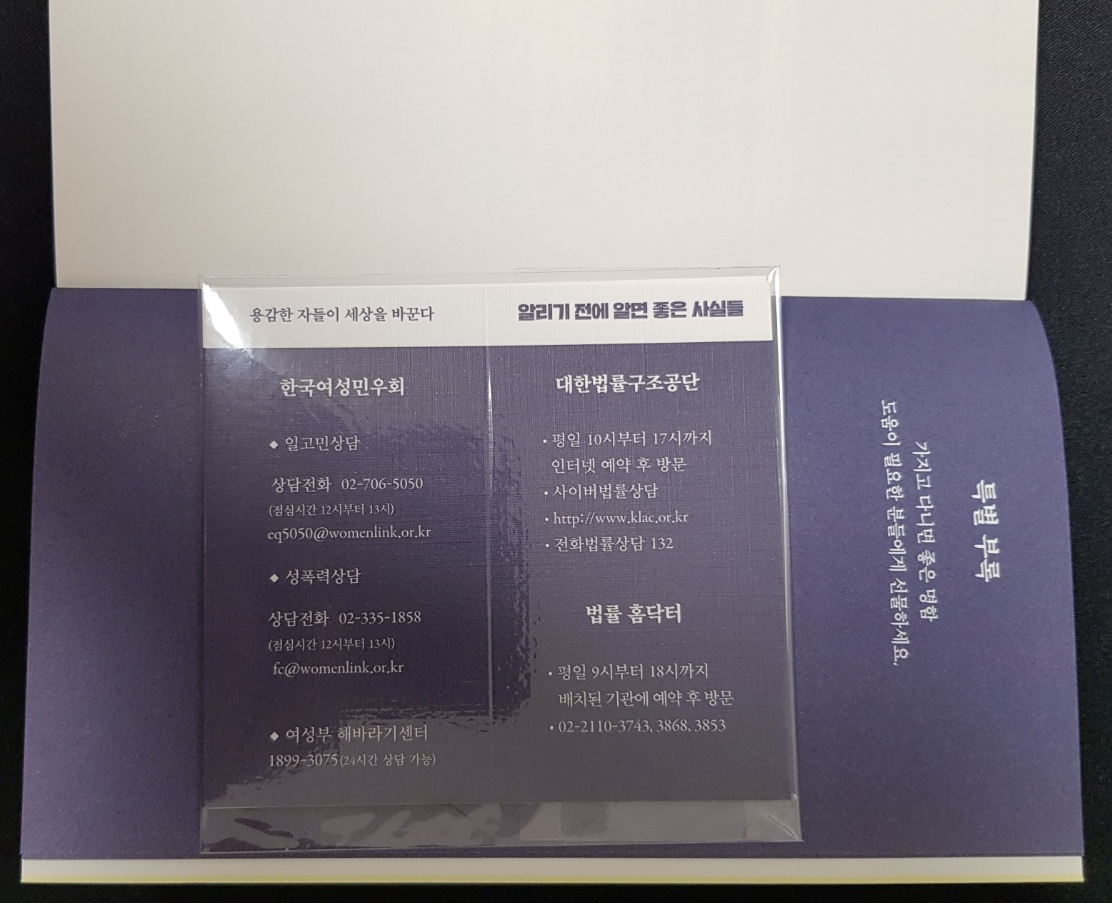 용감한 자들이 세상을 바꾼다
한국여성민우회
◆ 일고민상담
상담전화 02-706-5050
(점심시간 12시부터 13시)
eq5050@womenlink.or.kr
◆ 성폭력상담
상담전화 02-335-1858
(점심시간 12시부터 13시)
fc@womenlink.or.kr
◆ 여성부 해바라기센터
1899-3075(24시간 상담 가능)
알리기 전에 알면 좋은 사실들
대한법률구조공단
• 평일 10시부터 17시까지
인터넷 예약 후 방문
• 사이버법률상담
• http://www.klac.or.kr
• 전화법률상담 132
법률 홈닥터
• 평일 9시부터 18시까지
배치된 기관에 예약 후 방문
• 02-2110-3743, 3868, 3853
특별 부록
가지고 다니면 좋은 명함
도움이 필요한 분들에게 선물하세요.